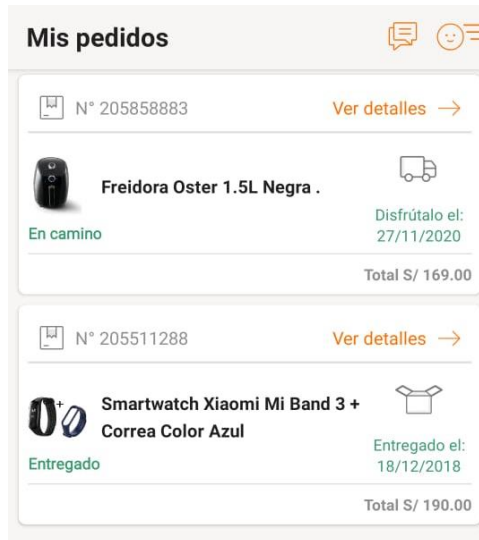 Mis pedidos
N° 205858883 Ver detalles →
Freidora Oster 1.5L Negra .
En camino
Disfrútalo el:
27/11/2020
Total S/ 169.00
N° 205511288 Ver detalles →
Smartwatch Xiaomi Mi Band 3 +
Correa Color Azul
Entregado
Entregado el:
18/12/2018
Total S/ 190.00